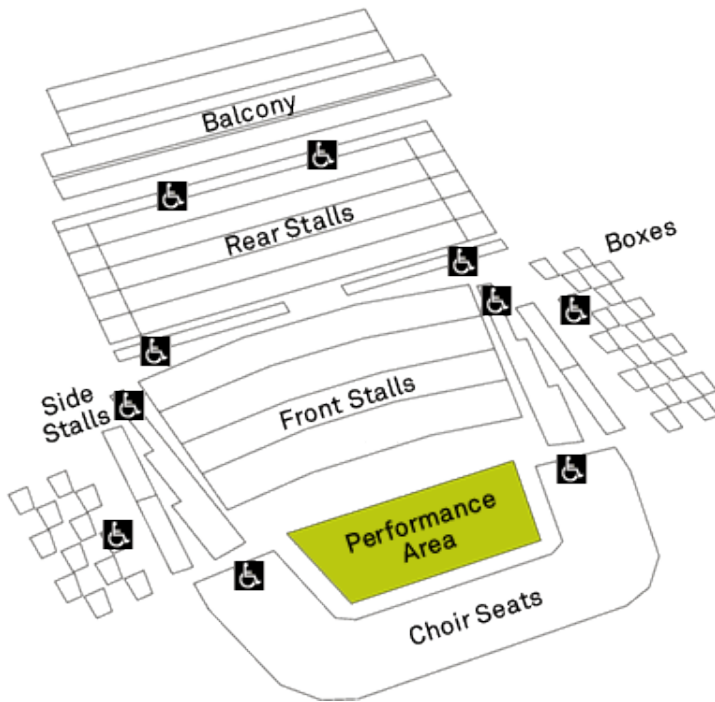 Balcony
Rear Stalls
Boxes
Side
Stalls
Front Stalls
Performance
Area
Choir Seats